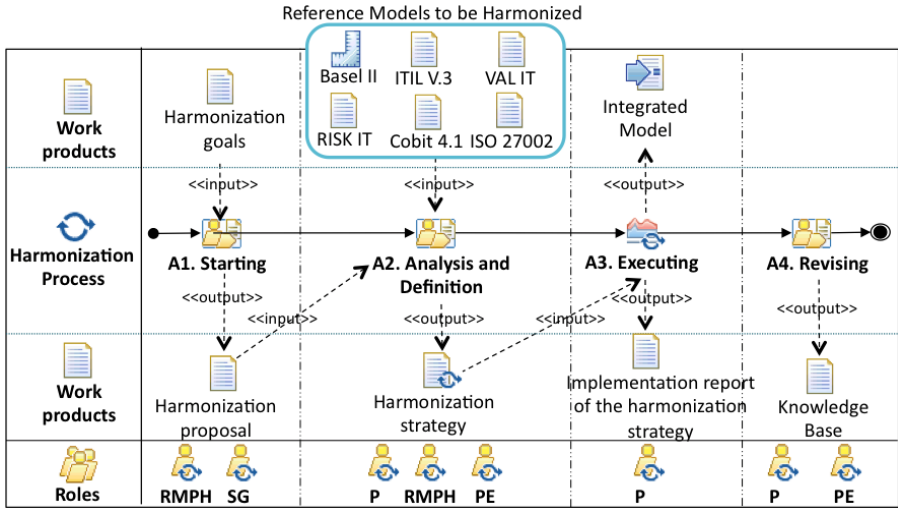 Reference Models to be Harmonized
Basel II ITIL V.3 VAL IT
RISK IT Cobit 4.1 ISO 27002
Work
products
Harmonization
goals
Integrated
Model
<<input>> <<input>> <<output>>
Harmonization
Process
A1. Starting A2. Analysis and
Definition A3. Executing A4. Revising
<<output>> <<input>> <<output>> <<input>> <<output>> <<output>>
Work
products
Harmonization
proposal
Harmonization
strategy
Implementation report
of the harmonization
strategy
Knowledge
Base
Roles RMPH SG P RMPH PE P P PE